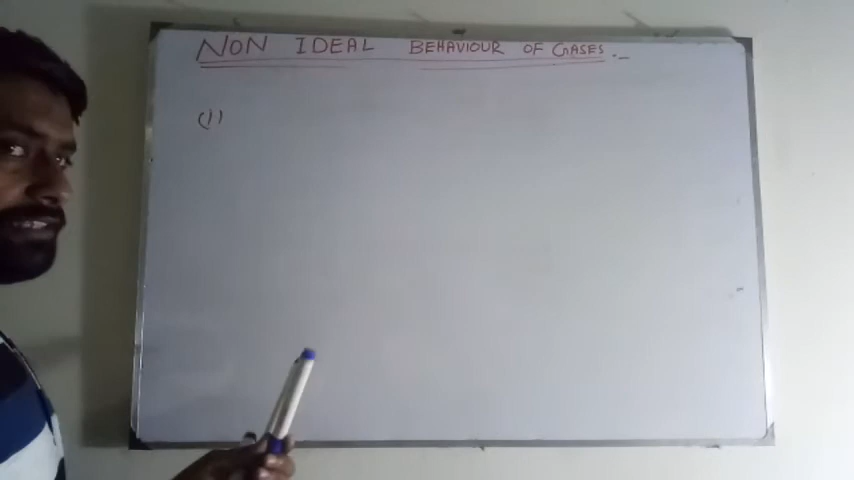 NON IDEAL BEHAVIOUR OF GASES :-
(1)